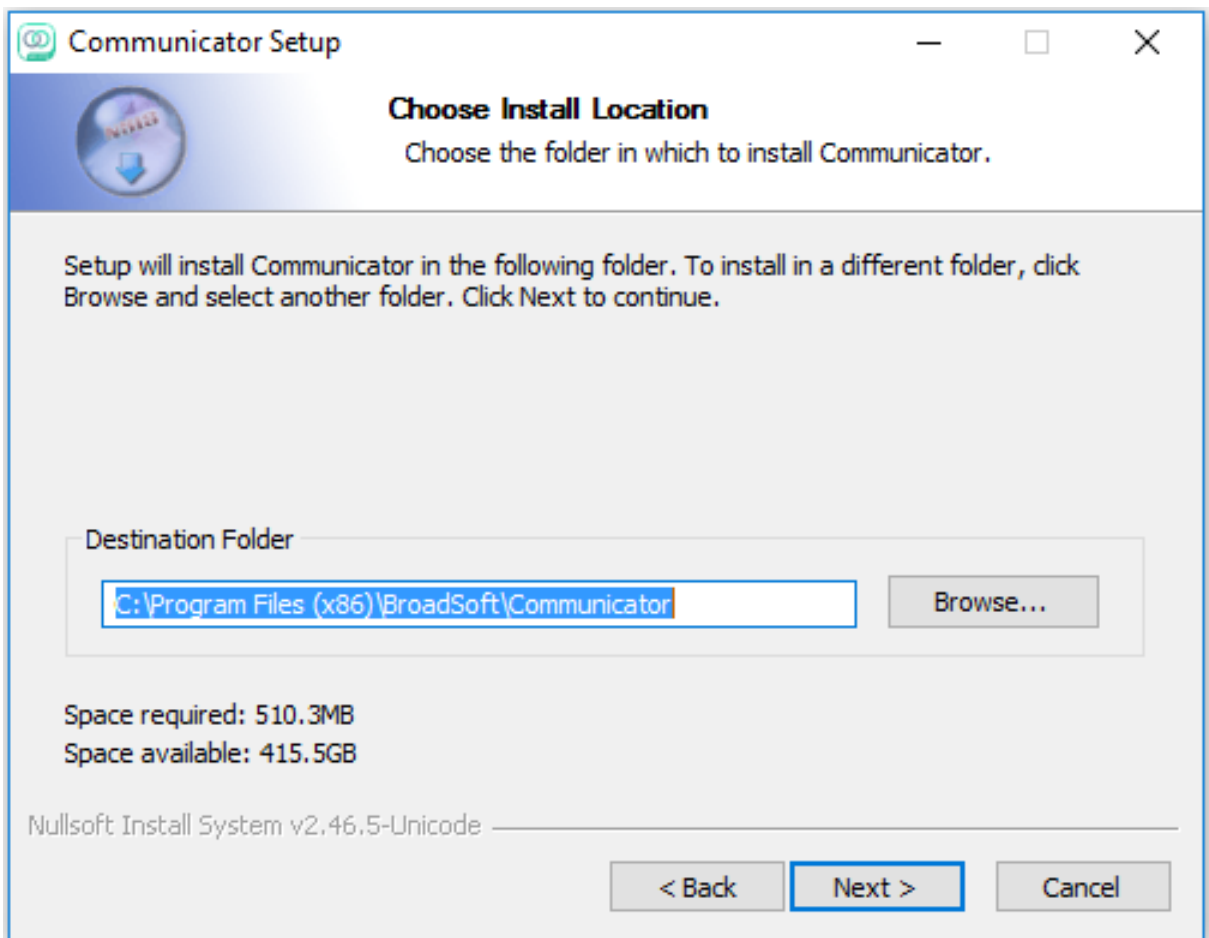 Communicator Setup
NSIS
Choose Install Location
Choose the folder in which to install Communicator.
Setup will install Communicator in the following folder. To install in a different folder, click
Browse and select another folder. Click Next to continue.
Destination Folder
C:\Program Files (x86)\BroadSoft\Communicator
Browse...
Space required: 510.3MB
Space available: 415.5GB
Nullsoft Install System v2.46.5-Unicode
< Back
Next >
Cancel